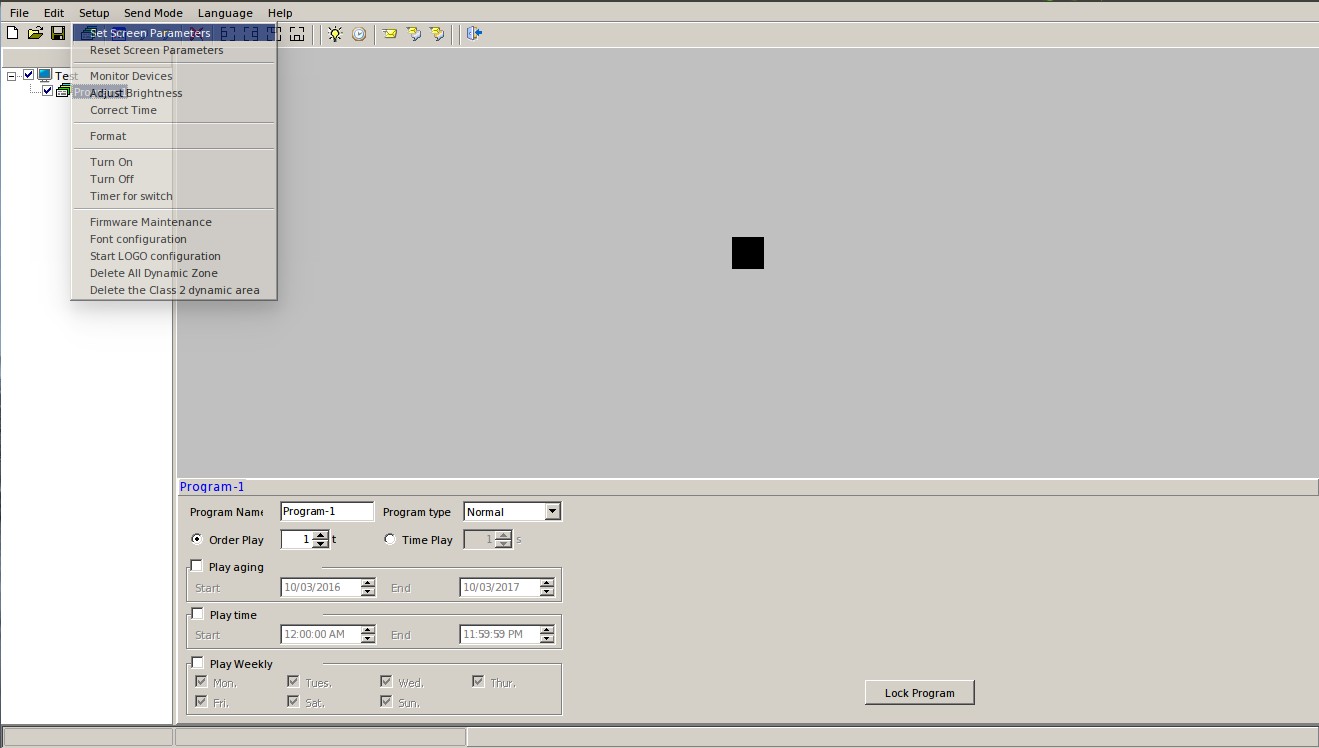 File Edit Setup Send Mode Language Help
Set Screen Parameters
Reset Screen Parameters
Test
Monitor Devices
Adjust Brightness
Correct Time
Format
Turn On
Turn Off
Timer for switch
Firmware Maintenance
Font configuration
Start LOGO configuration
Delete All Dynamic Zone
Delete the Class 2 dynamic area
Program-1
Program Name Program-1 Program type Normal
Order Play 1 t Time Play 1 s
Play aging
Start 10/03/2016 End 10/03/2017
Play time
Start 12:00:00 AM End 11:59:59 PM
Play Weekly
Mon. Tues. Wed. Thur.
Fri. Sat. Sun.
Lock Program